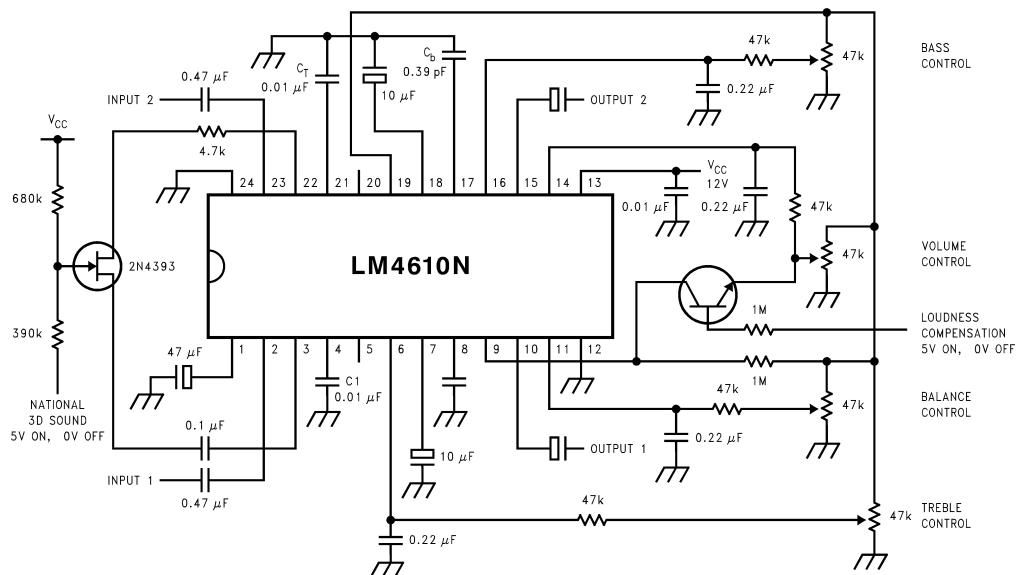 47k
47k
BASS
CONTROL
C_b
0.39 pF
C_T
0.01 µF
10 µF
0.47 µF
INPUT 2
0.22 µF
OUTPUT 2
V_CC
4.7k
V_CC
12V
24 23 22 21 20 19 18 17 16 15 14 13
680k
0.01 µF
0.22 µF
47k
2N4393
LM4610N
47k
VOLUME
CONTROL
390k
1M
LOUDNESS
COMPENSATION
5V ON, 0V OFF
1 2 3 4 5 6 7 8 9 10 11 12
47 µF
C1
0.01 µF
1M
NATIONAL
3D SOUND
5V ON, 0V OFF
47k
47k
BALANCE
CONTROL
0.1 µF
0.22 µF
OUTPUT 1
10 µF
INPUT 1
0.47 µF
47k
47k
TREBLE
CONTROL
0.22 µF